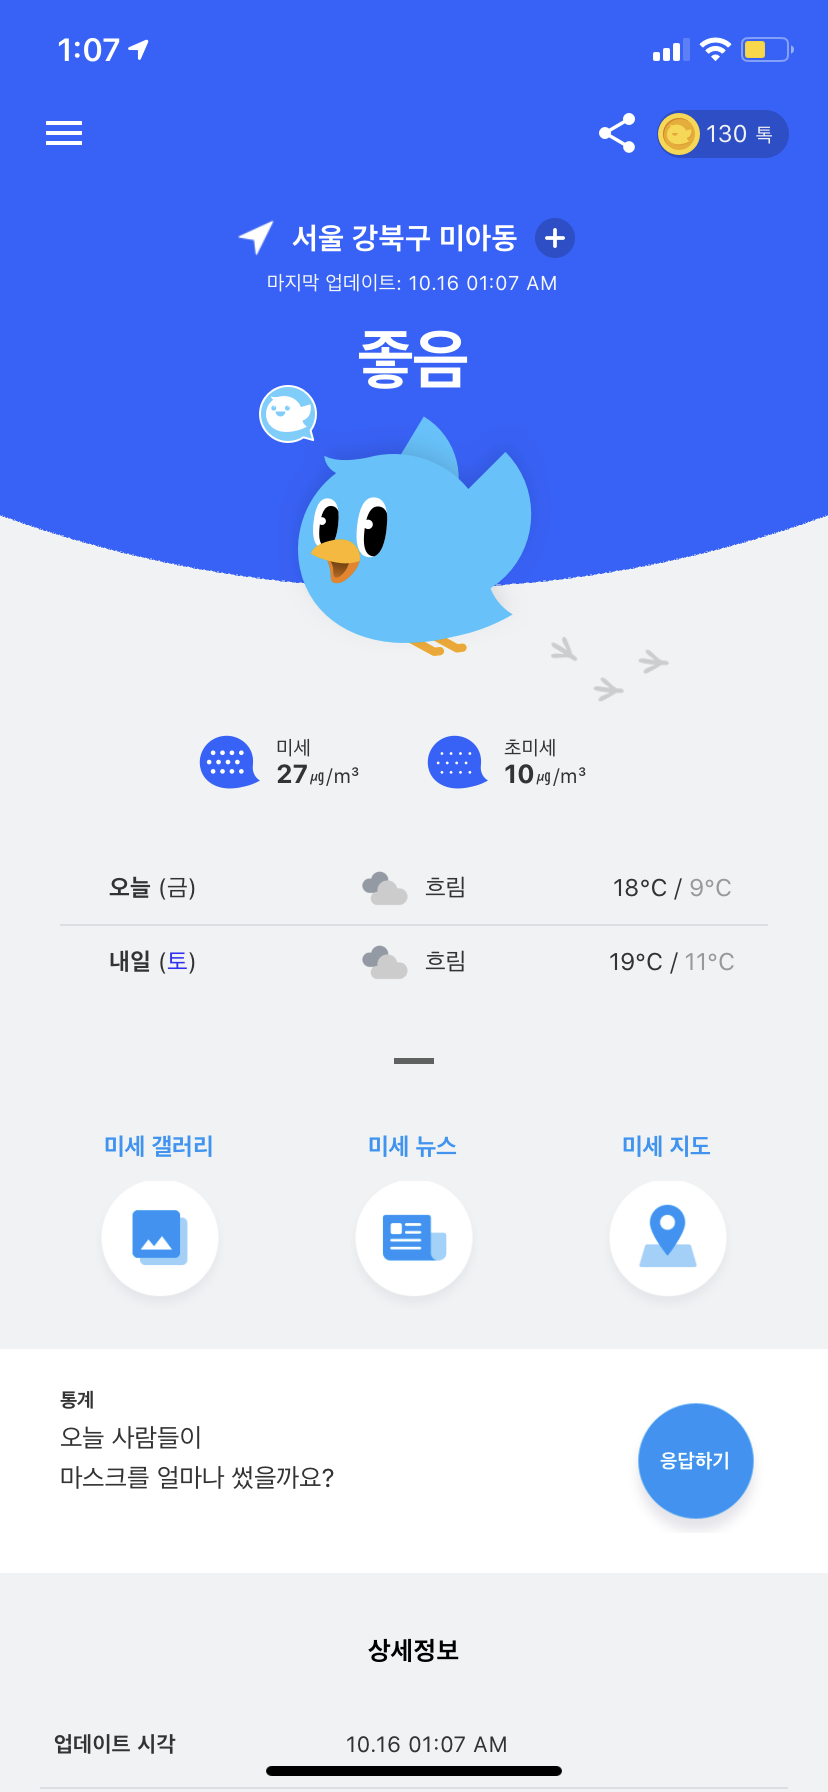 1:07
130 톡
서울 강북구 미아동
마지막 업데이트: 10.16 01:07 AM
좋음
미세
27㎍/m³
초미세
10㎍/m³
오늘 (금) 흐림 18°C / 9°C
내일 (토) 흐림 19°C / 11°C
미세 갤러리 미세 뉴스 미세 지도
통계
오늘 사람들이
마스크를 얼마나 썼을까요?
응답하기
상세정보
업데이트 시각 10.16 01:07 AM